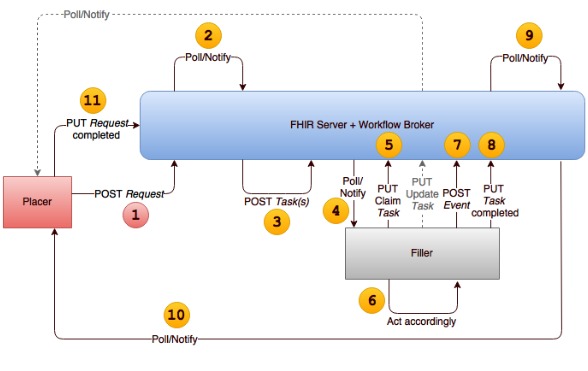 Poll/Notify
2
9
Poll/Notify
Poll/Notify
11
PUT Request
completed
FHIR Server + Workflow Broker
5
7
8
Placer
POST Request
1
POST Task(s)
3
Poll/
Notify
4
PUT
Claim
Task
PUT
Update
Task
POST
Event
PUT
Task
completed
Filler
6
Act accordingly
10
Poll/Notify